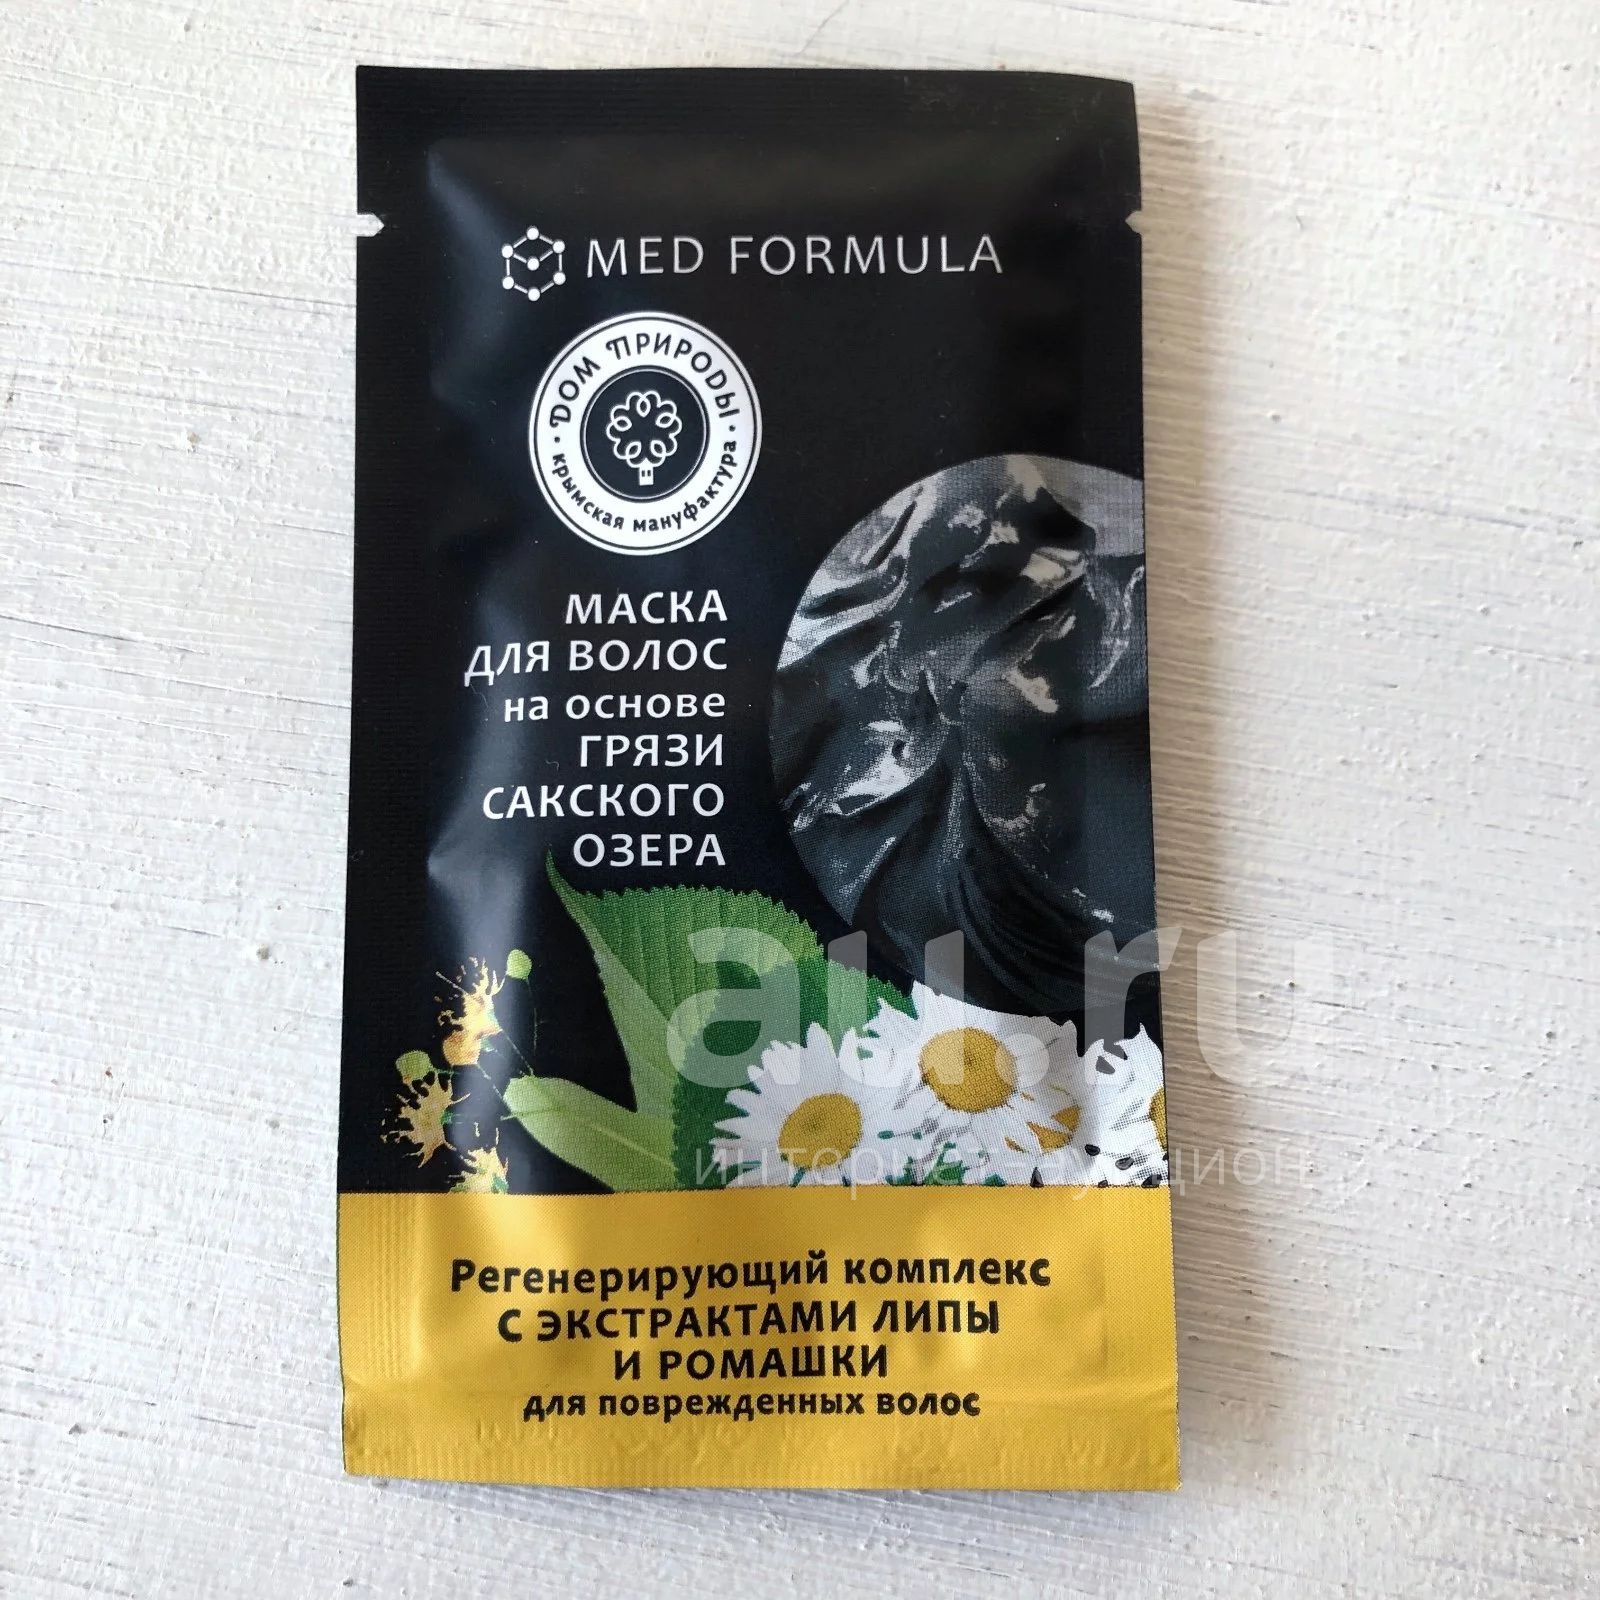 MED FORMULA
ДОМ ПРИРОДЫ
крымская мануфактура
МАСКА
ДЛЯ ВОЛОС
на основе
ГРЯЗИ
САКСКОГО
ОЗЕРА
au.ru
интернет-аукцион
Регенерирующий комплекс
С ЭКСТРАКТАМИ ЛИПЫ
И РОМАШКИ
для поврежденных волос